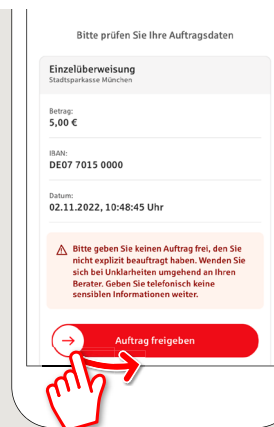 Bitte prüfen Sie Ihre Auftragsdaten
Einzelüberweisung
Stadtsparkasse München
Betrag:
5,00 €
IBAN:
DE07 7015 0000
Datum:
02.11.2022, 10:48:45 Uhr
Bitte geben Sie keinen Auftrag frei, den Sie
nicht explizit beauftragt haben. Wenden Sie
sich bei Unklarheiten umgehend an Ihren
Berater. Geben Sie telefonisch keine
sensiblen Informationen weiter.
Auftrag freigeben